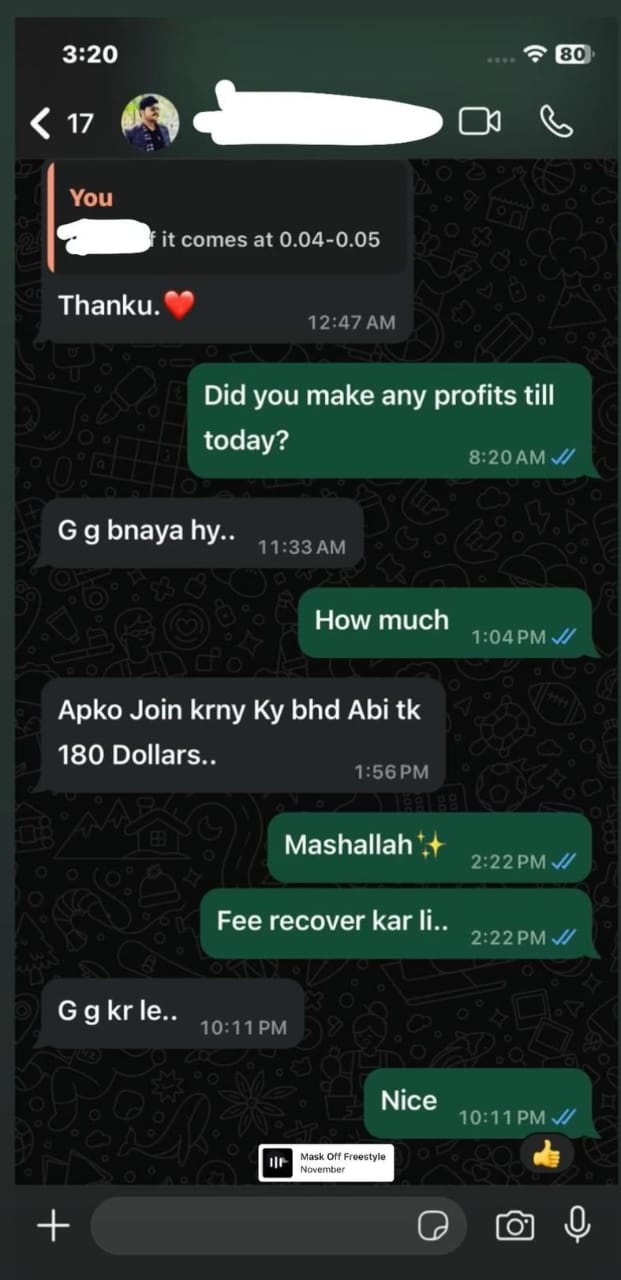 3:20
80
17
You
it comes at 0.04-0.05
Thanku.❤️
12:47 AM
Did you make any profits till
today?
8:20 AM
G g bnaya hy..
11:33 AM
How much
1:04 PM
Apko Join krny Ky bhd Abi tk
180 Dollars..
1:56 PM
Mashallah✨
2:22 PM
Fee recover kar li..
2:22 PM
G g kr le..
10:11 PM
Nice
10:11 PM
Mask Off Freestyle
November